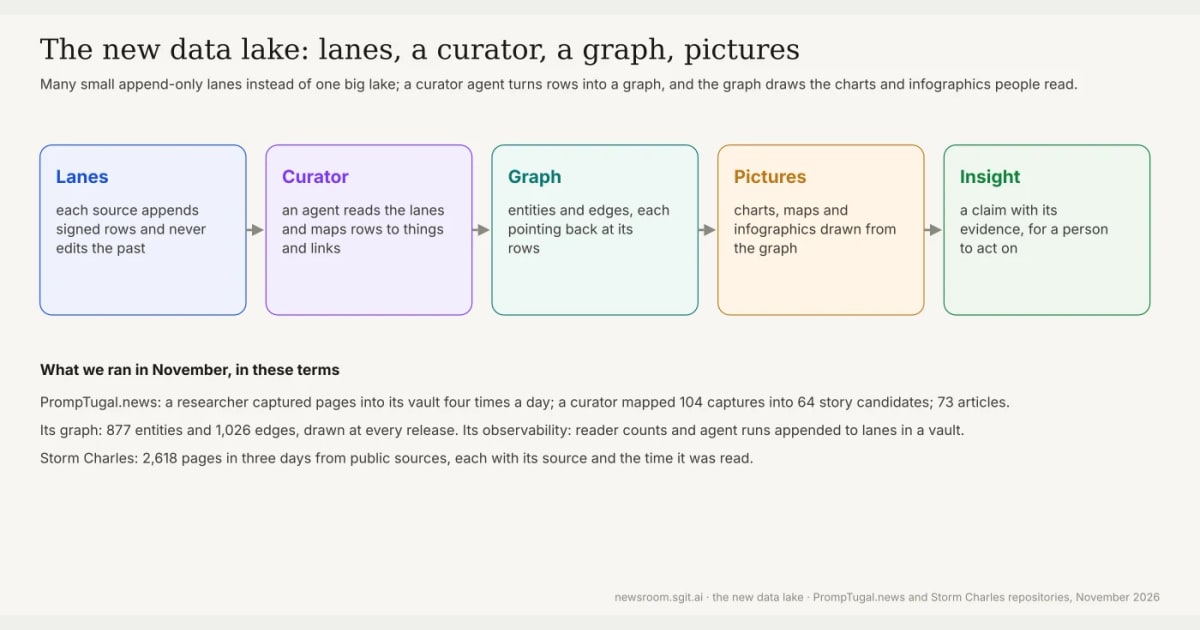 The new data lake: lanes, a curator, a graph, pictures
Many small append-only lanes instead of one big lake; a curator agent turns rows into a graph, and the graph draws the charts and infographics people read.
Lanes
each source appends
signed rows and never
edits the past
Curator
an agent reads the lanes
and maps rows to things
and links
Graph
entities and edges, each
pointing back at its
rows
Pictures
charts, maps and
infographics drawn from
the graph
Insight
a claim with its
evidence, for a person
to act on
What we ran in November, in these terms
PrompTugal.news: a researcher captured pages into its vault four times a day; a curator mapped 104 captures into 64 story candidates; 73 articles.
Its graph: 877 entities and 1,026 edges, drawn at every release. Its observability: reader counts and agent runs appended to lanes in a vault.
Storm Charles: 2,618 pages in three days from public sources, each with its source and the time it was read.
newsroom.sgit.ai · the new data lake · PrompTugal.news and Storm Charles repositories, November 2026